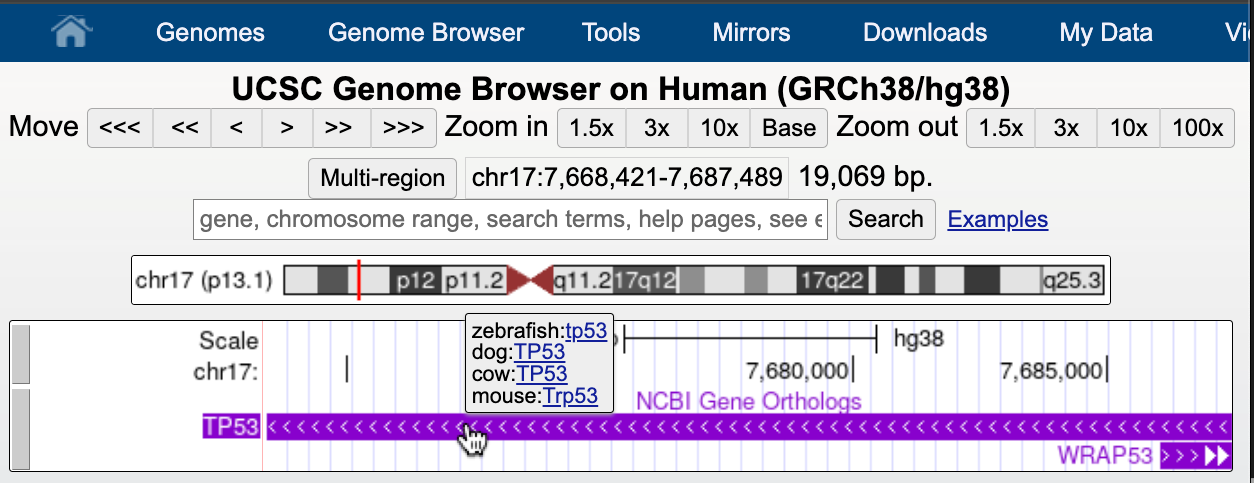 Genomes Genome Browser Tools Mirrors Downloads My Data
UCSC Genome Browser on Human (GRCh38/hg38)
Move <<< << < > >> >>> Zoom in 1.5x 3x 10x Base Zoom out 1.5x 3x 10x 100x
Multi-region chr17:7,668,421-7,687,489 19,069 bp.
gene, chromosome range, search terms, help pages, see Search Examples
chr17 (p13.1) p12 p11.2 q11.2 17q12 17q22 q25.3
zebrafish:tp53
dog:TP53
cow:TP53
mouse:Trp53
Scale hg38
chr17: 7,680,000 7,685,000
NCBI Gene Orthologs
TP53
WRAP53